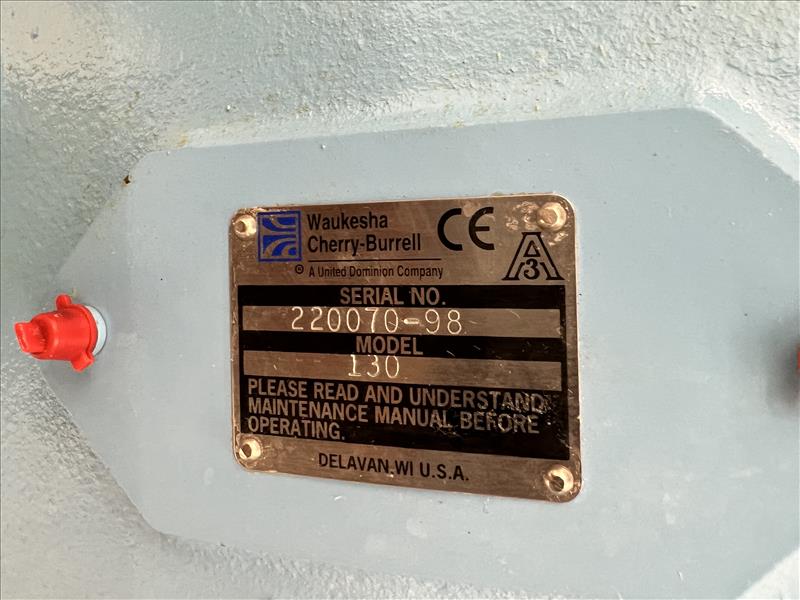 Waukesha
Cherry-Burrell
CE
A United Dominion Company
A3
SERIAL NO.
220070-98
MODEL
130
PLEASE READ AND UNDERSTAND
MAINTENANCE MANUAL BEFORE
OPERATING.
DELAVAN, WI U.S.A.